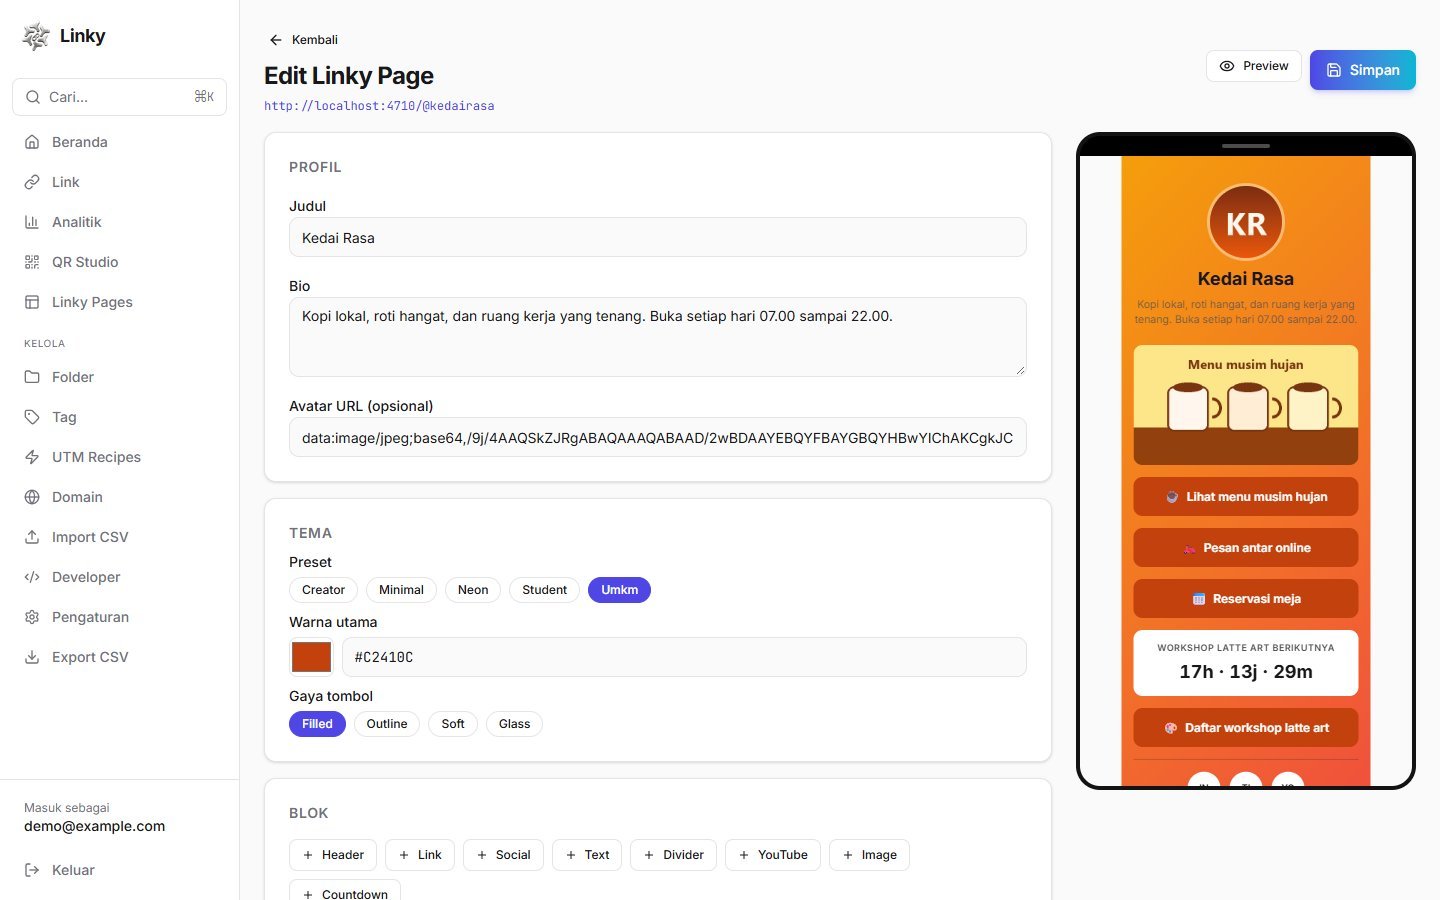 Linky
Cari...
⌘K
Beranda
Link
Analitik
QR Studio
Linky Pages
KELOLA
Folder
Tag
UTM Recipes
Domain
Import CSV
Developer
Pengaturan
Export CSV
Masuk sebagai
demo@example.com
Keluar
Kembali
Edit Linky Page
http://localhost:4710/@kedairasa
Preview
Simpan
PROFIL
Judul
Kedai Rasa
Bio
Kopi lokal, roti hangat, dan ruang kerja yang tenang. Buka setiap hari 07.00 sampai 22.00.
Avatar URL (opsional)
data:image/jpeg;base64,/9j/4AAQSkZJRgABAQAAAQABAAD/2wBDAAYEBQYFBAYGBQYHBwYIChAKCgkJC
TEMA
Preset
Creator
Minimal
Neon
Student
Umkm
Warna utama
#C2410C
Gaya tombol
Filled
Outline
Soft
Glass
BLOK
+ Header
+ Link
+ Social
+ Text
+ Divider
+ YouTube
+ Image
+ Countdown
KR
Kedai Rasa
Kopi lokal, roti hangat, dan ruang kerja yang
tenang. Buka setiap hari 07.00 sampai 22.00.
Menu musim hujan
Lihat menu musim hujan
Pesan antar online
Reservasi meja
WORKSHOP LATTE ART BERIKUTNYA
17h · 13j · 29m
Daftar workshop latte art